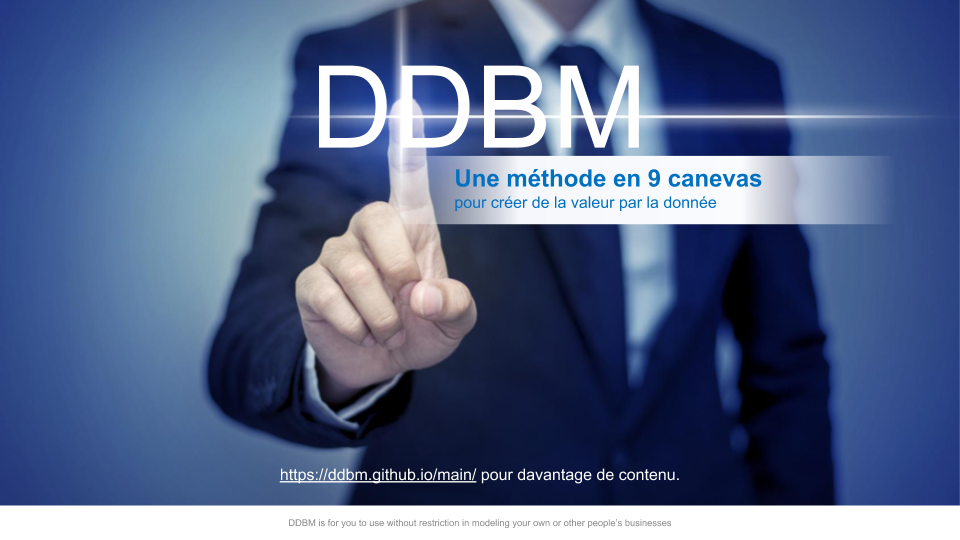 DDBM
Une méthode en 9 canevas
pour créer de la valeur par la donnée
https://ddbm.github.io/main/ pour davantage de contenu.
DDBM is for you to use without restriction in modeling your own or other people’s businesses